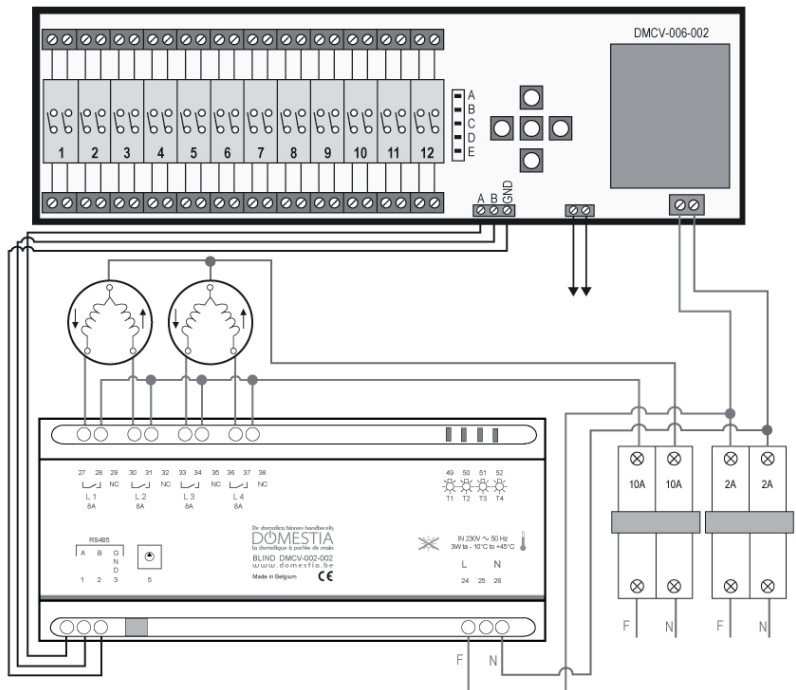 DMCV-006-002
1 2 3 4 5 6 7 8 9 10 11 12
A
B
C
D
E
A B GND
27 28 29 30 31 32 33 34 35 36 37 38
NC NC NC NC
L 1 L 2 L 3 L 4
8A 8A 8A 8A
49 50 51 52
T1 T2 T3 T4
RS485
A B GND
1 2 3 5
De domotica binnen handbereik
DOMESTIA
la domotique à portée de main
BLIND DMCV-002-002
www.domestia.be
Made in Belgium CE
IN 230V ~ 50 Hz
3W ta - 10°C to +45°C
L N
24 25 26
10A 10A 2A 2A
F N F N
F N